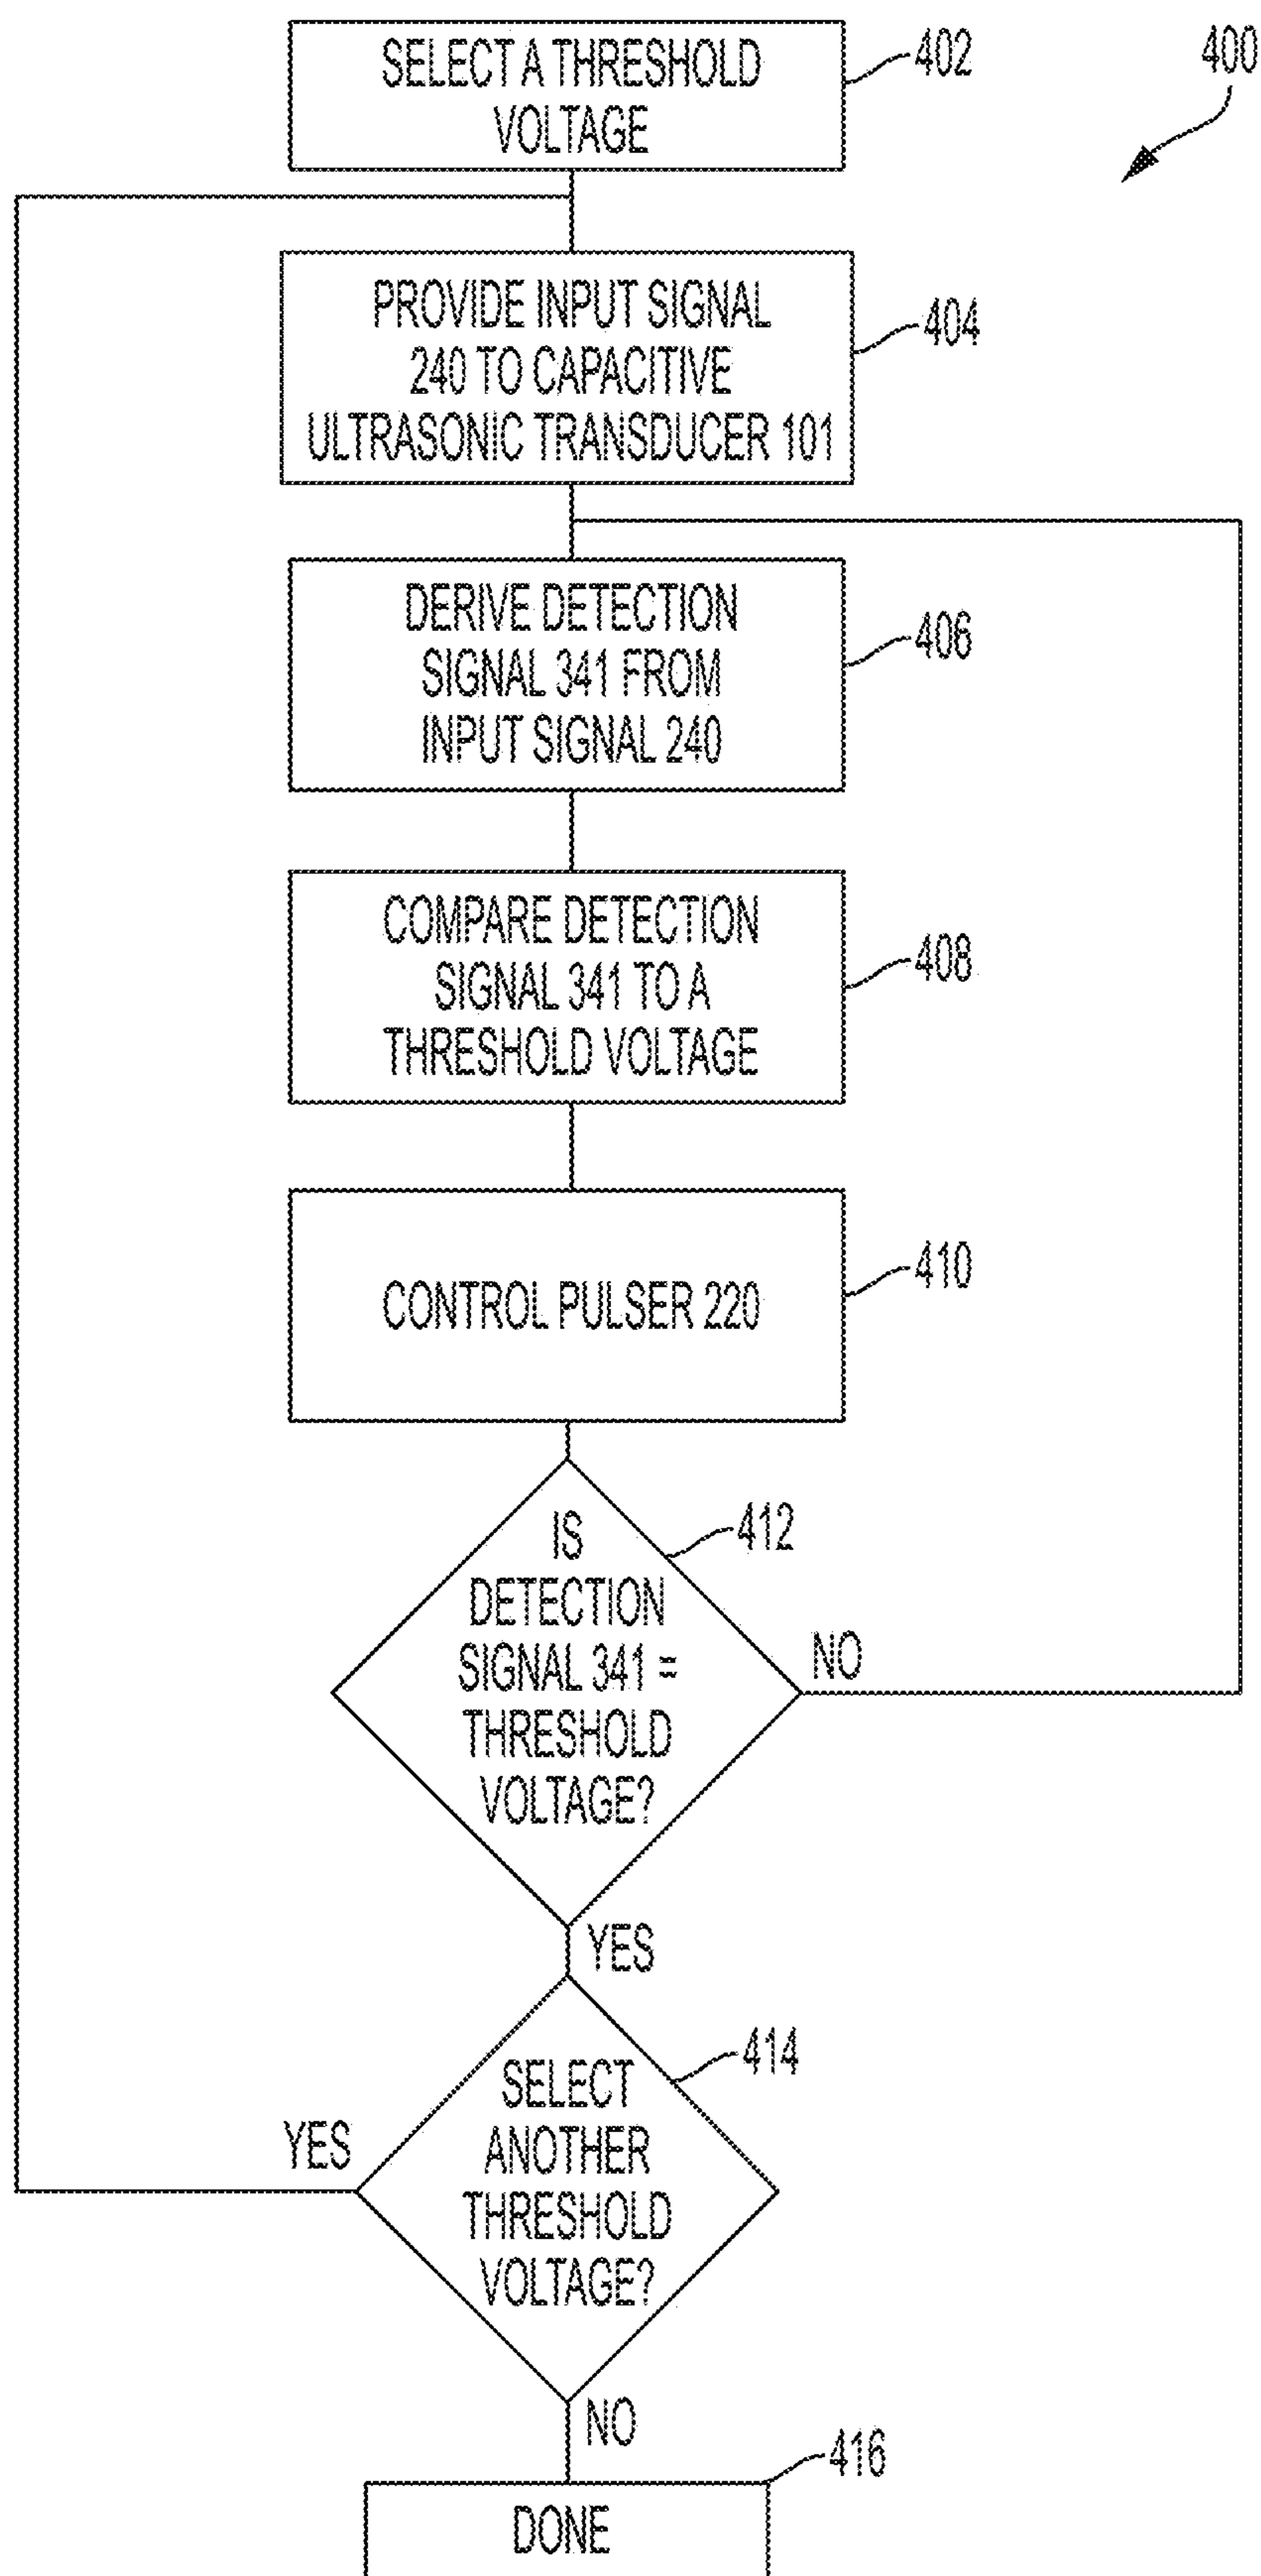 SELECT A THRESHOLD
VOLTAGE
402
400
PROVIDE INPUT SIGNAL
240 TO CAPACITIVE
ULTRASONIC TRANSDUCER 101
404
DERIVE DETECTION
SIGNAL 341 FROM
INPUT SIGNAL 240
406
COMPARE DETECTION
SIGNAL 341 TO A
THRESHOLD VOLTAGE
408
CONTROL PULSER 220
410
IS
DETECTION
SIGNAL 341 =
THRESHOLD
VOLTAGE?
412
NO
YES
SELECT
ANOTHER
THRESHOLD
VOLTAGE?
414
YES
NO
DONE
416